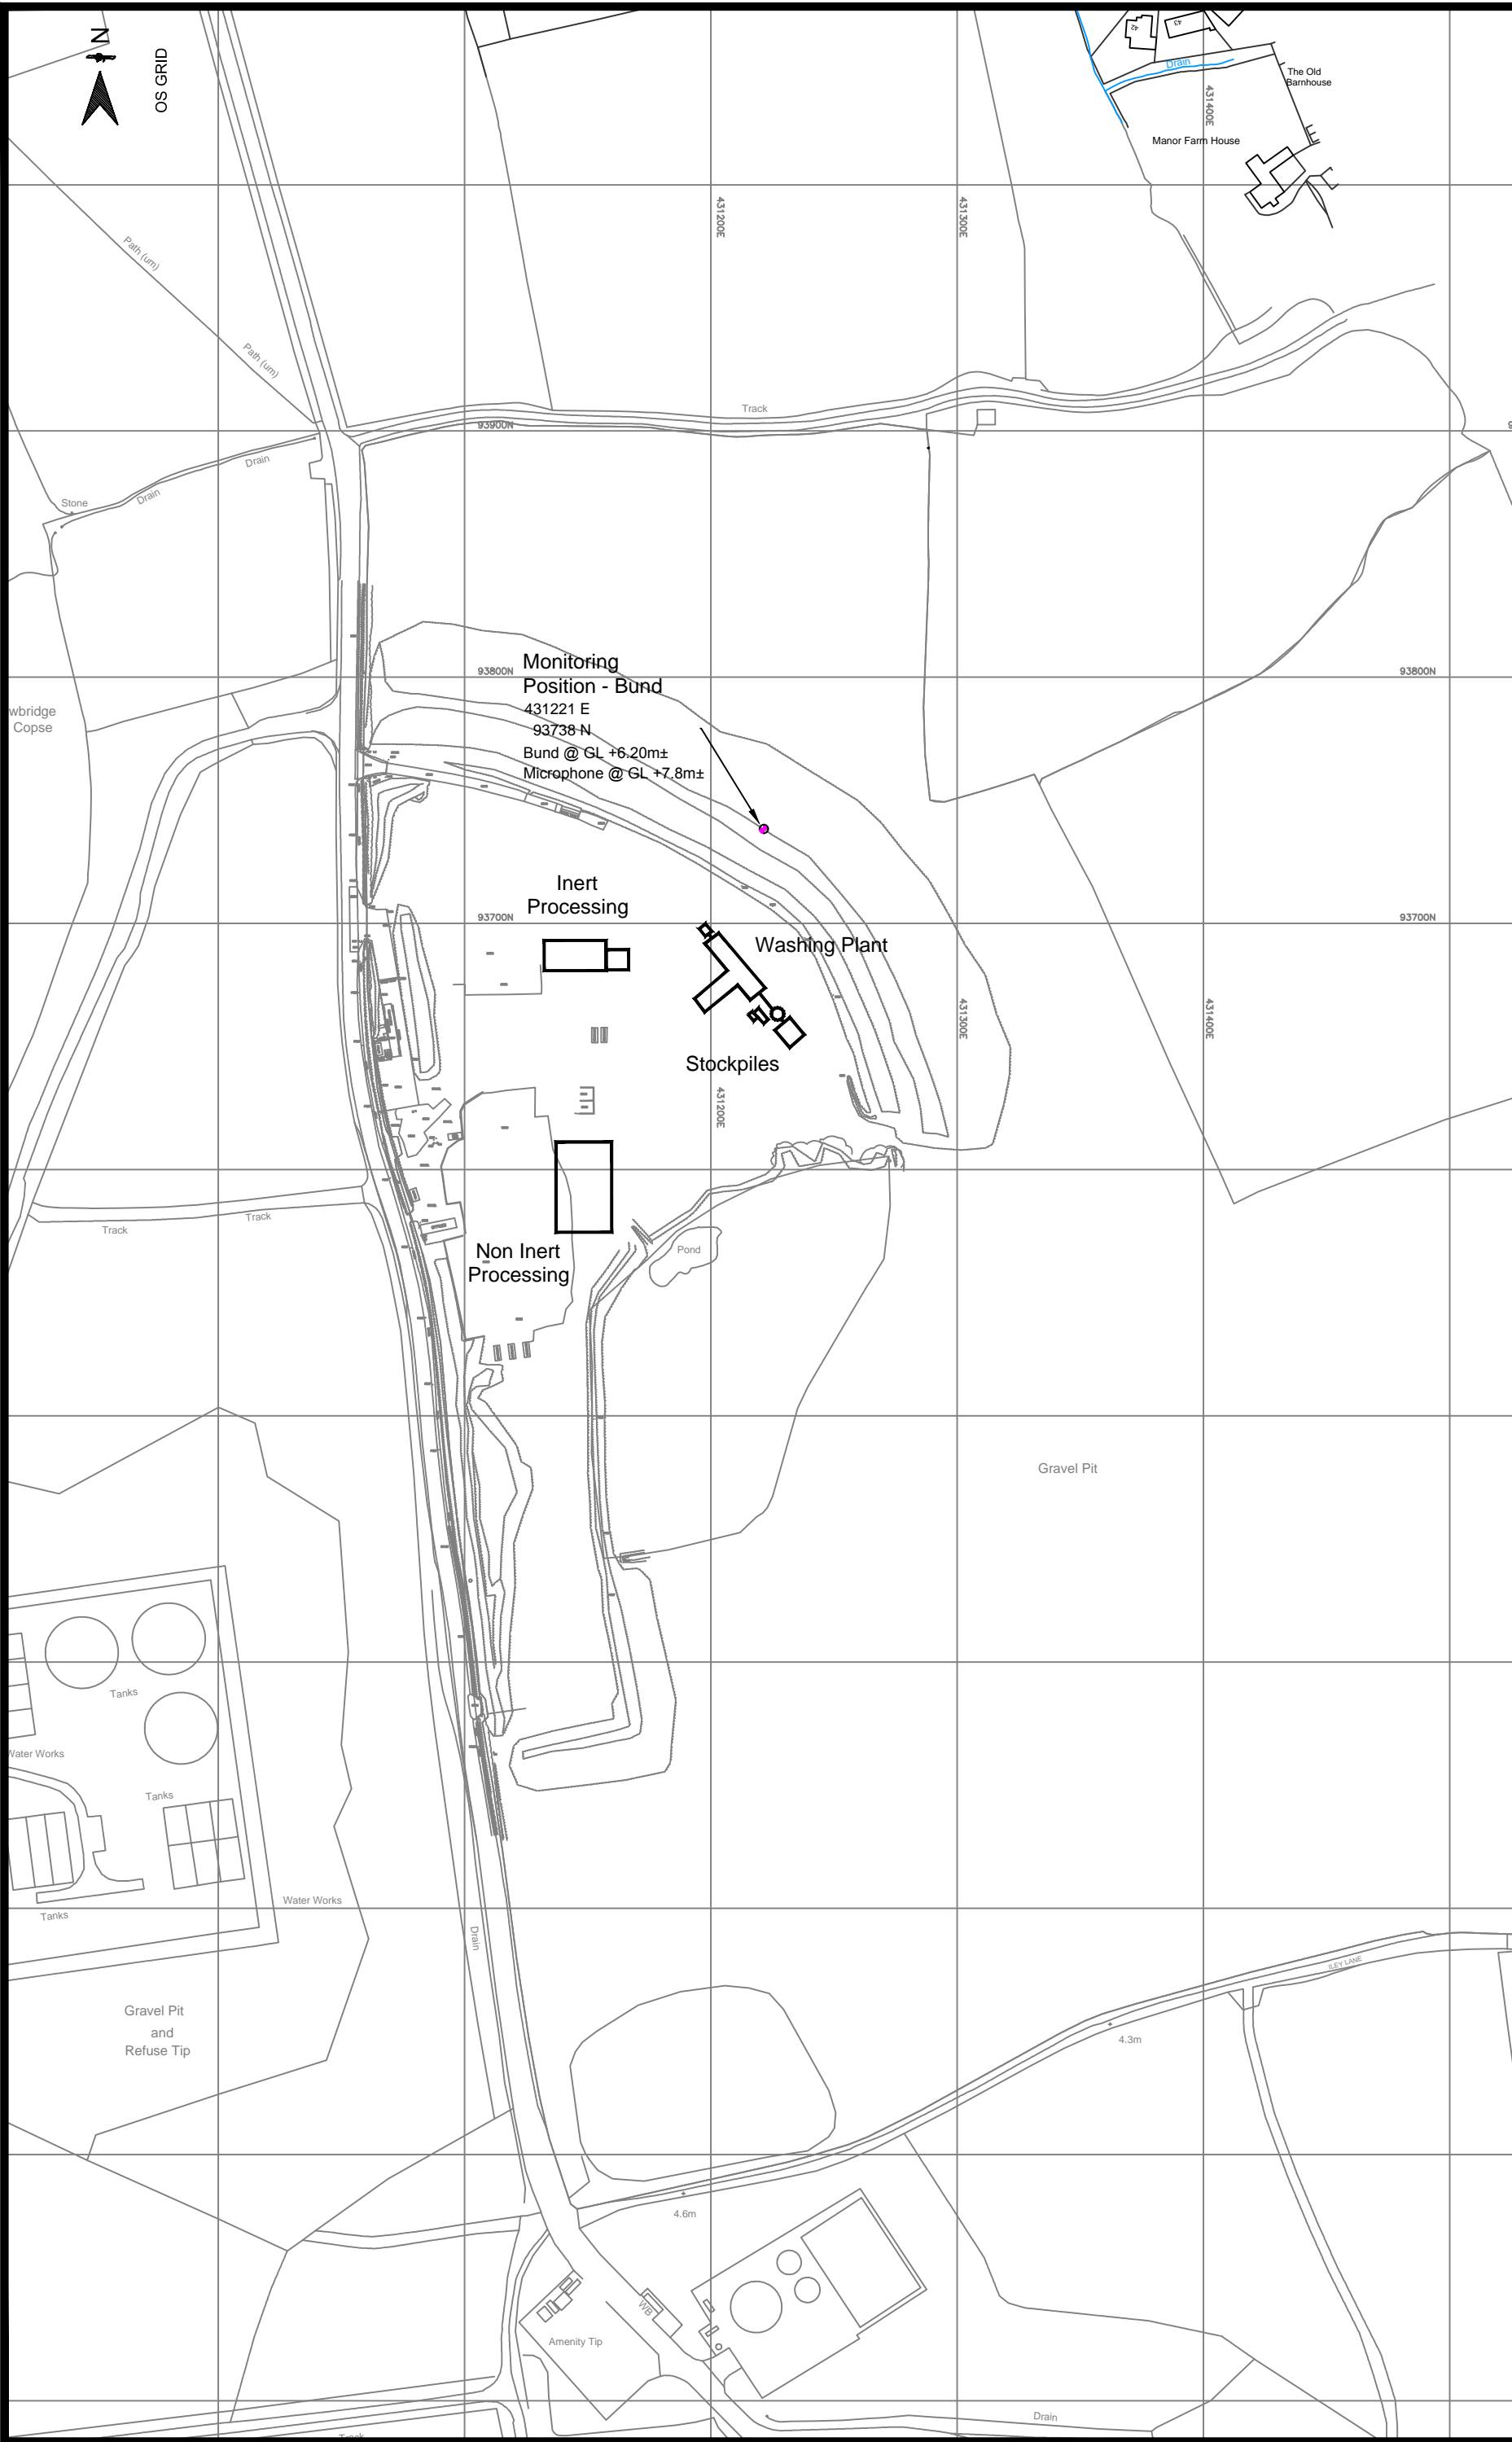 N
OS GRID
42
43
Drain
The Old
Barnhouse
431400E
Manor Farm House
431200E
431300E
Path (um)
Path (um)
Track
93900N
Drain
Drain
Stone
Monitoring
Position - Bund
431221 E
93738 N
Bund @ GL +6.20m±
Microphone @ GL +7.8m±
93800N
93800N
wbridge
Copse
Inert
Processing
93700N
93700N
Washing Plant
431300E
431400E
Stockpiles
431200E
Track
Track
Non Inert
Processing
Pond
Gravel Pit
Tanks
Water Works
Tanks
Water Works
Tanks
Drain
ILEY LANE
Gravel Pit
and
Refuse Tip
4.3m
4.6m
WB
Amenity Tip
Drain
Track